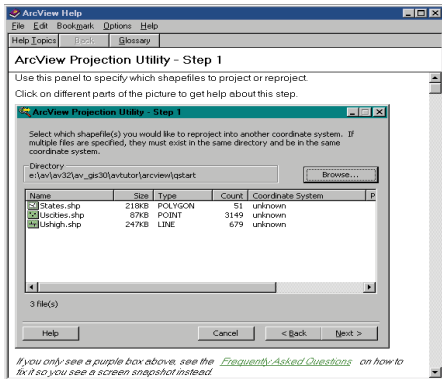 ArcView Help
File Edit Bookmark Options Help
Help Topics Back Glossary
ArcView Projection Utility - Step 1
Use this panel to specify which shapefiles to project or reproject.
Click on different parts of the picture to get help about this step.
ArcView Projection Utility - Step 1
Select which shapefile(s) you would like to reproject into another coordinate system. If
multiple files are specified, they must exist in the same directory and be in the same
coordinate system.
Directory
e:\av\av32\av_gis30\avtutor\arcview\qstart
Browse...
Name Size Type Count Coordinate System P
States.shp 218KB POLYGON 51 unknown
Uscities.shp 87KB POINT 3149 unknown
Ushigh.shp 247KB LINE 679 unknown
3 file(s)
Help Cancel < Back Next >
If you only see a purple box above, see the Frequently Asked Questions on how to
fix it so you see a screen snapshot instead.